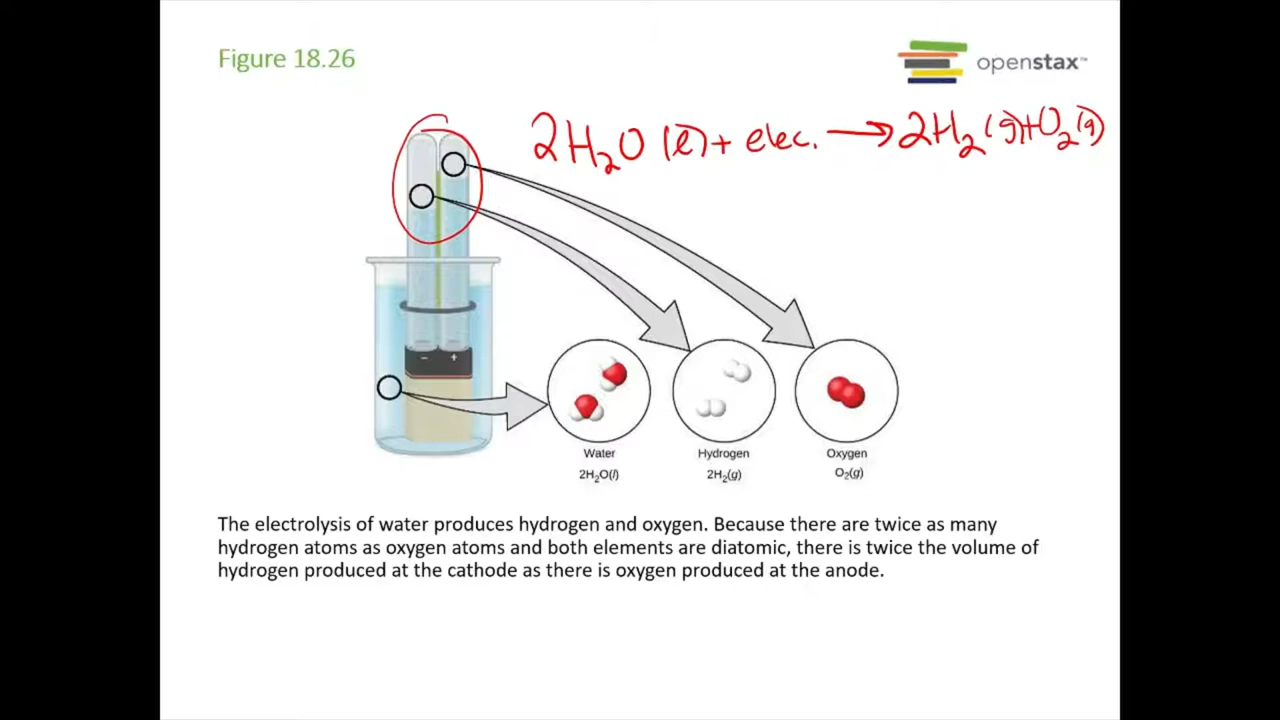 Figure 18.26
openstax™
2H₂O (l) + elec. → 2H₂ (g) + O₂ (g)
− +
Water Hydrogen Oxygen
2H₂O(l) 2H₂(g) O₂(g)
The electrolysis of water produces hydrogen and oxygen. Because there are twice as many
hydrogen atoms as oxygen atoms and both elements are diatomic, there is twice the volume of
hydrogen produced at the cathode as there is oxygen produced at the anode.